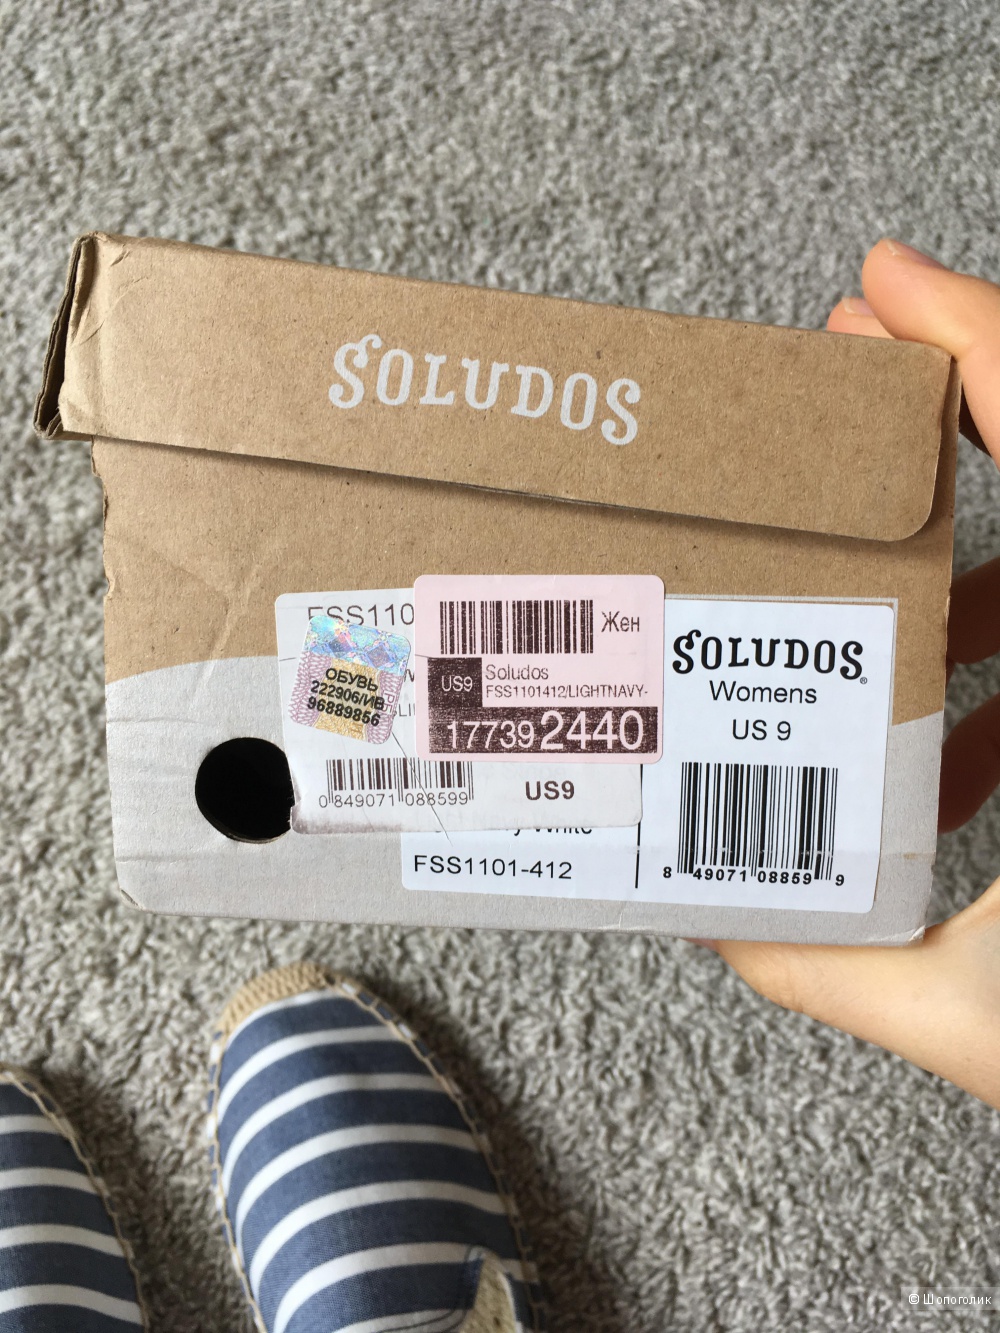 SOLUDOS
FSS110
ОБУВЬ
222906/ИВ
96889856
Жен
US9
Soludos
FSS1101412/LIGHTNAVY-
177392440
0 849071 088599
US9
White
FSS1101-412
SOLUDOS®
Womens
US 9
8 49071 08859 9
© Шопоголик